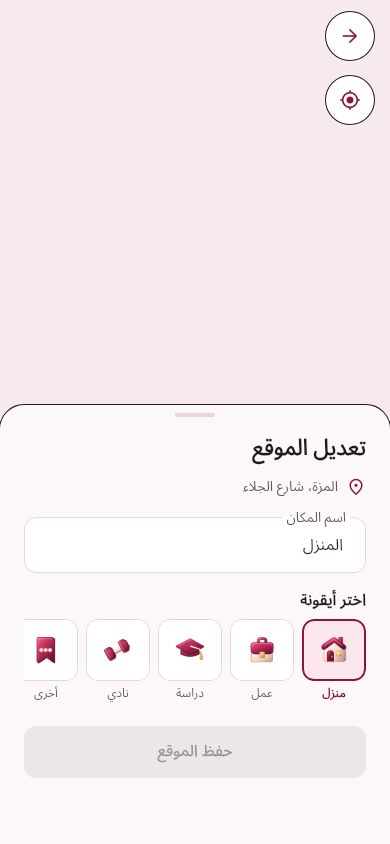 تعديل الموقع
المزة، شارع الجلاء
اسم المكان
المنزل
اختر أيقونة
منزل عمل دراسة نادي أخرى
حفظ الموقع